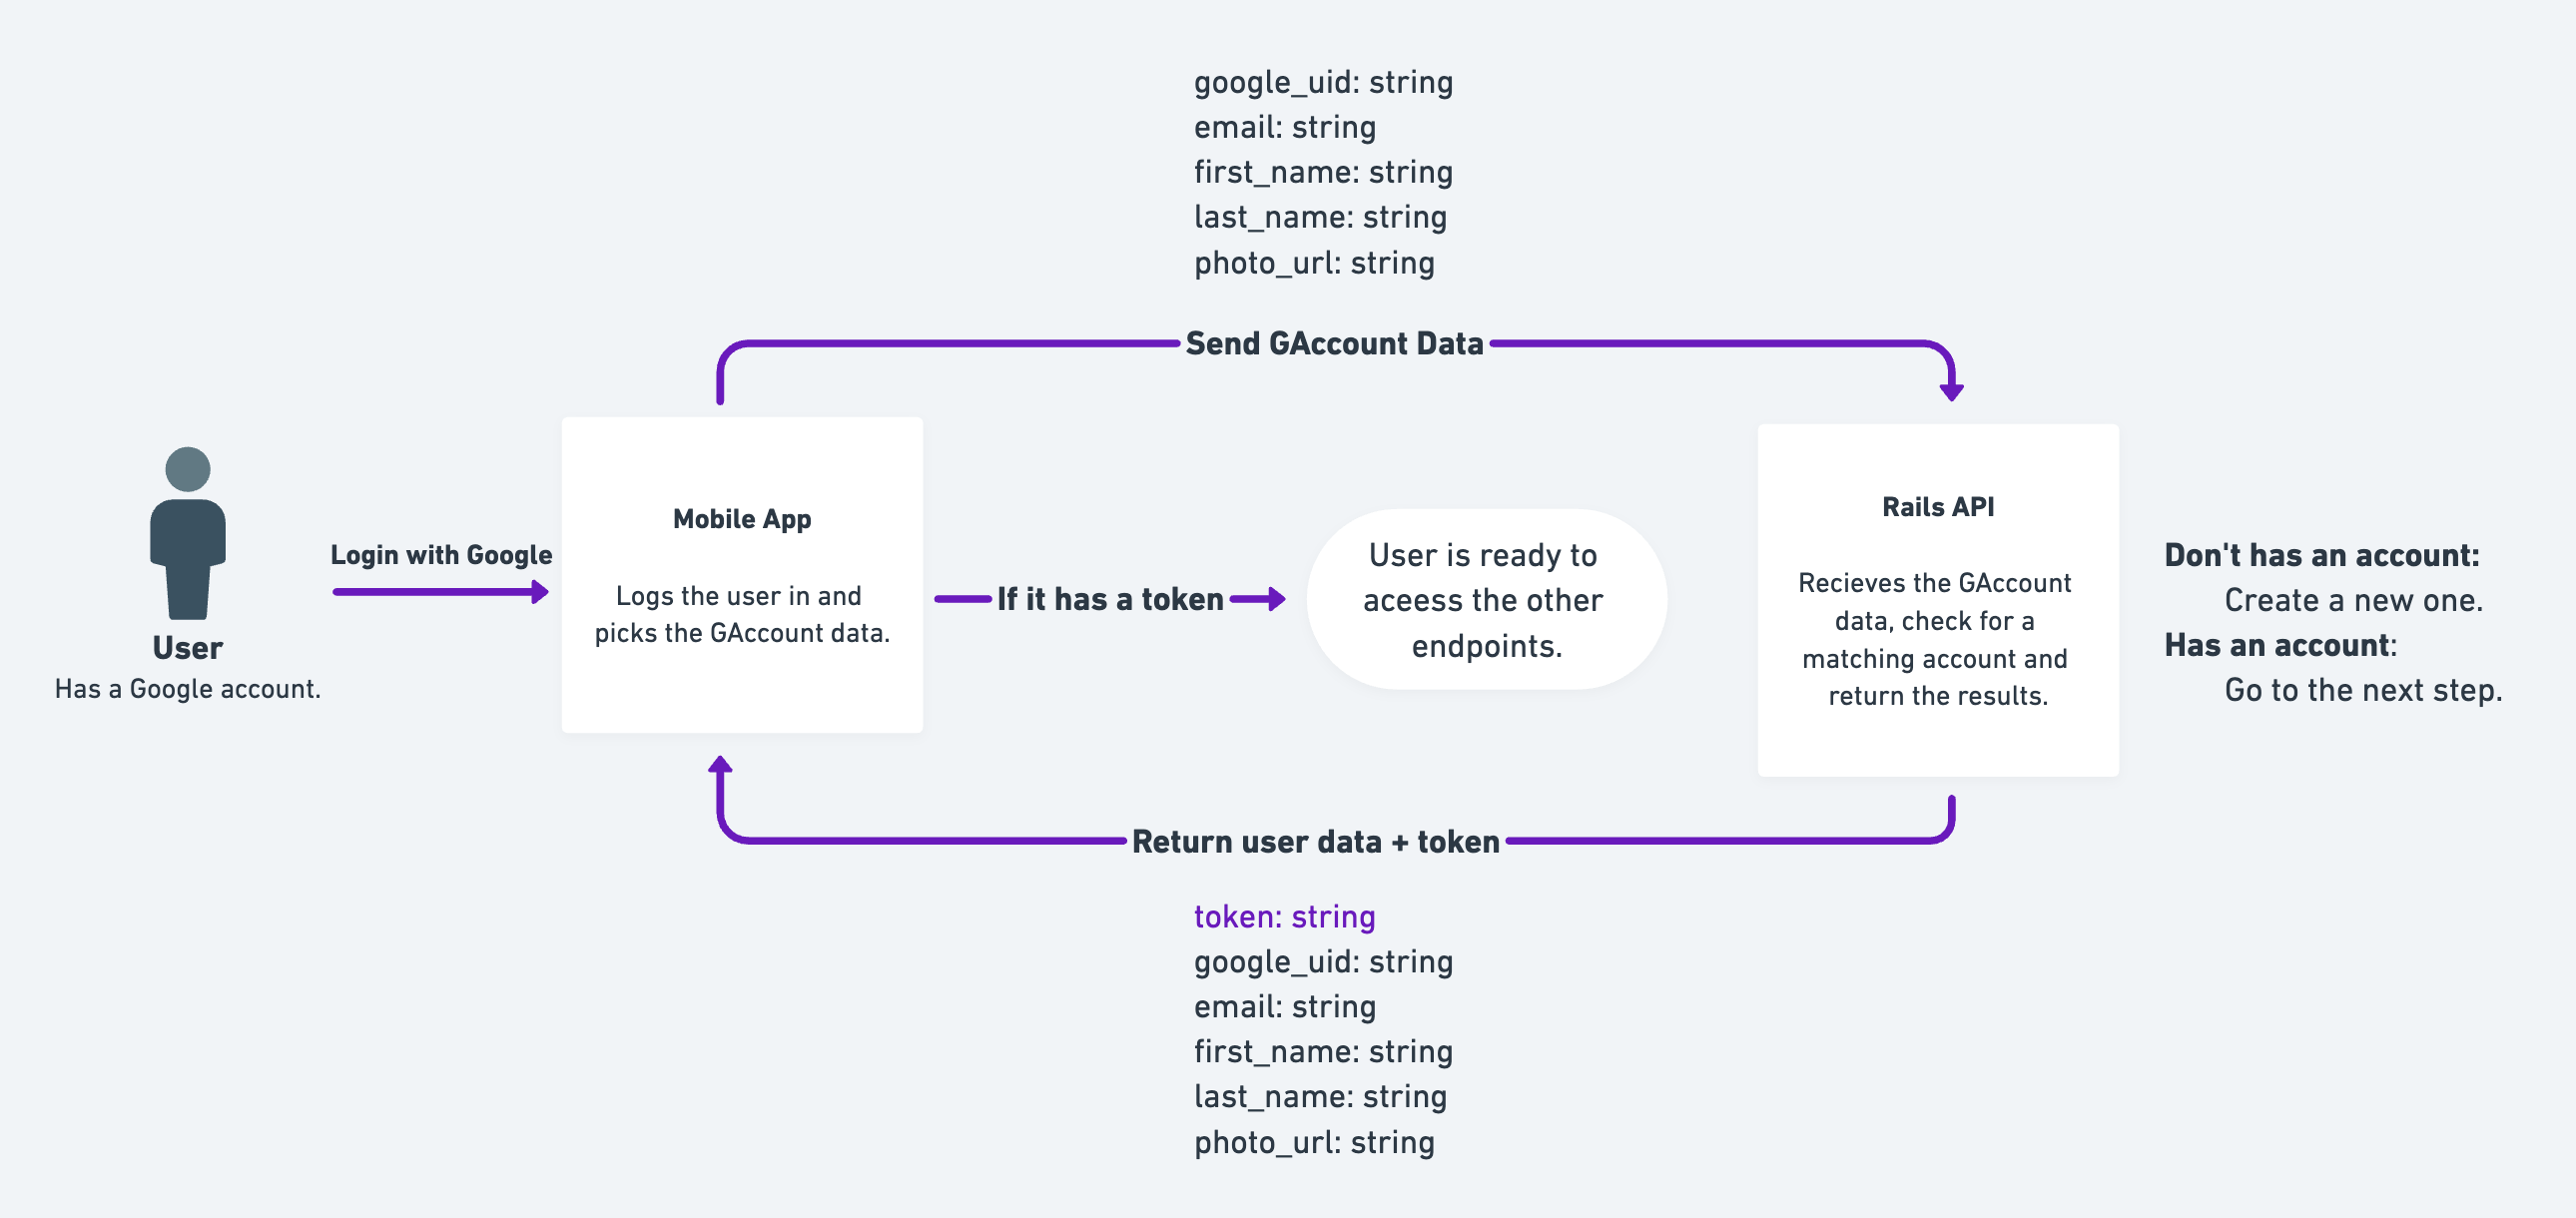 google_uid: string
email: string
first_name: string
last_name: string
photo_url: string
Send GAccount Data
User
Has a Google account.
Login with Google
Mobile App
Logs the user in and
picks the GAccount data.
If it has a token
User is ready to
aceess the other
endpoints.
Rails API
Recieves the GAccount
data, check for a
matching account and
return the results.
Don't has an account:
Create a new one.
Has an account:
Go to the next step.
Return user data + token
token: string
google_uid: string
email: string
first_name: string
last_name: string
photo_url: string